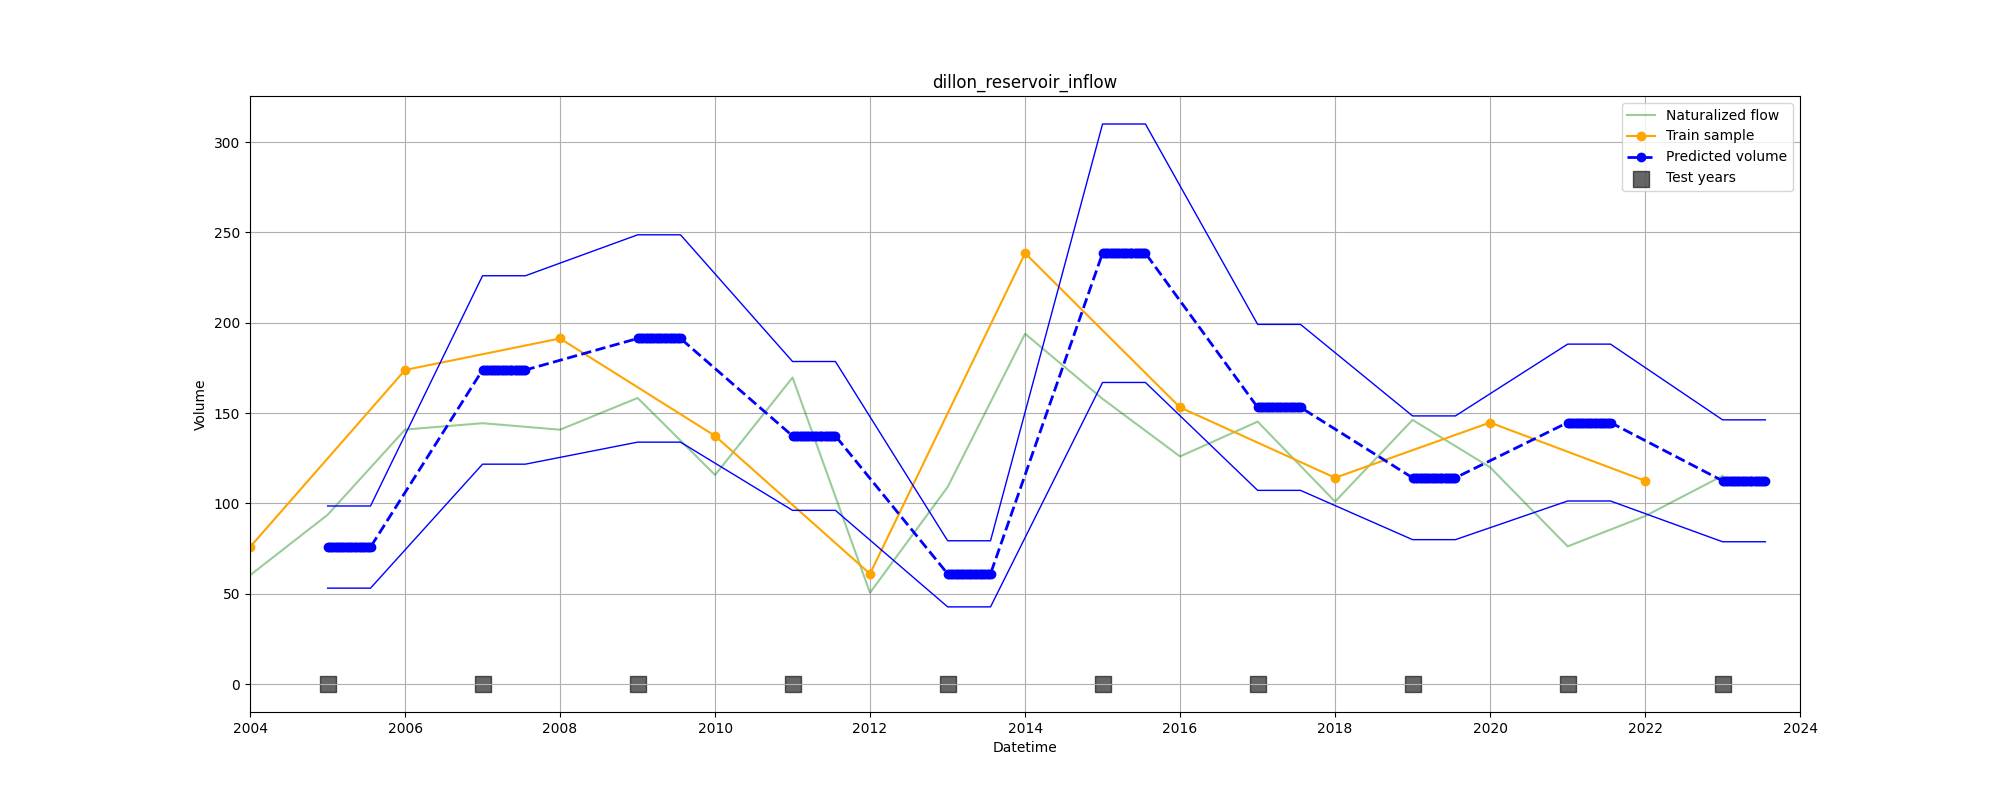 dillon_reservoir_inflow
Naturalized flow
Train sample
Predicted volume
Test years
300
250
200
150
100
50
0
Volume
2004 2006 2008 2010 2012 2014 2016 2018 2020 2022 2024
Datetime